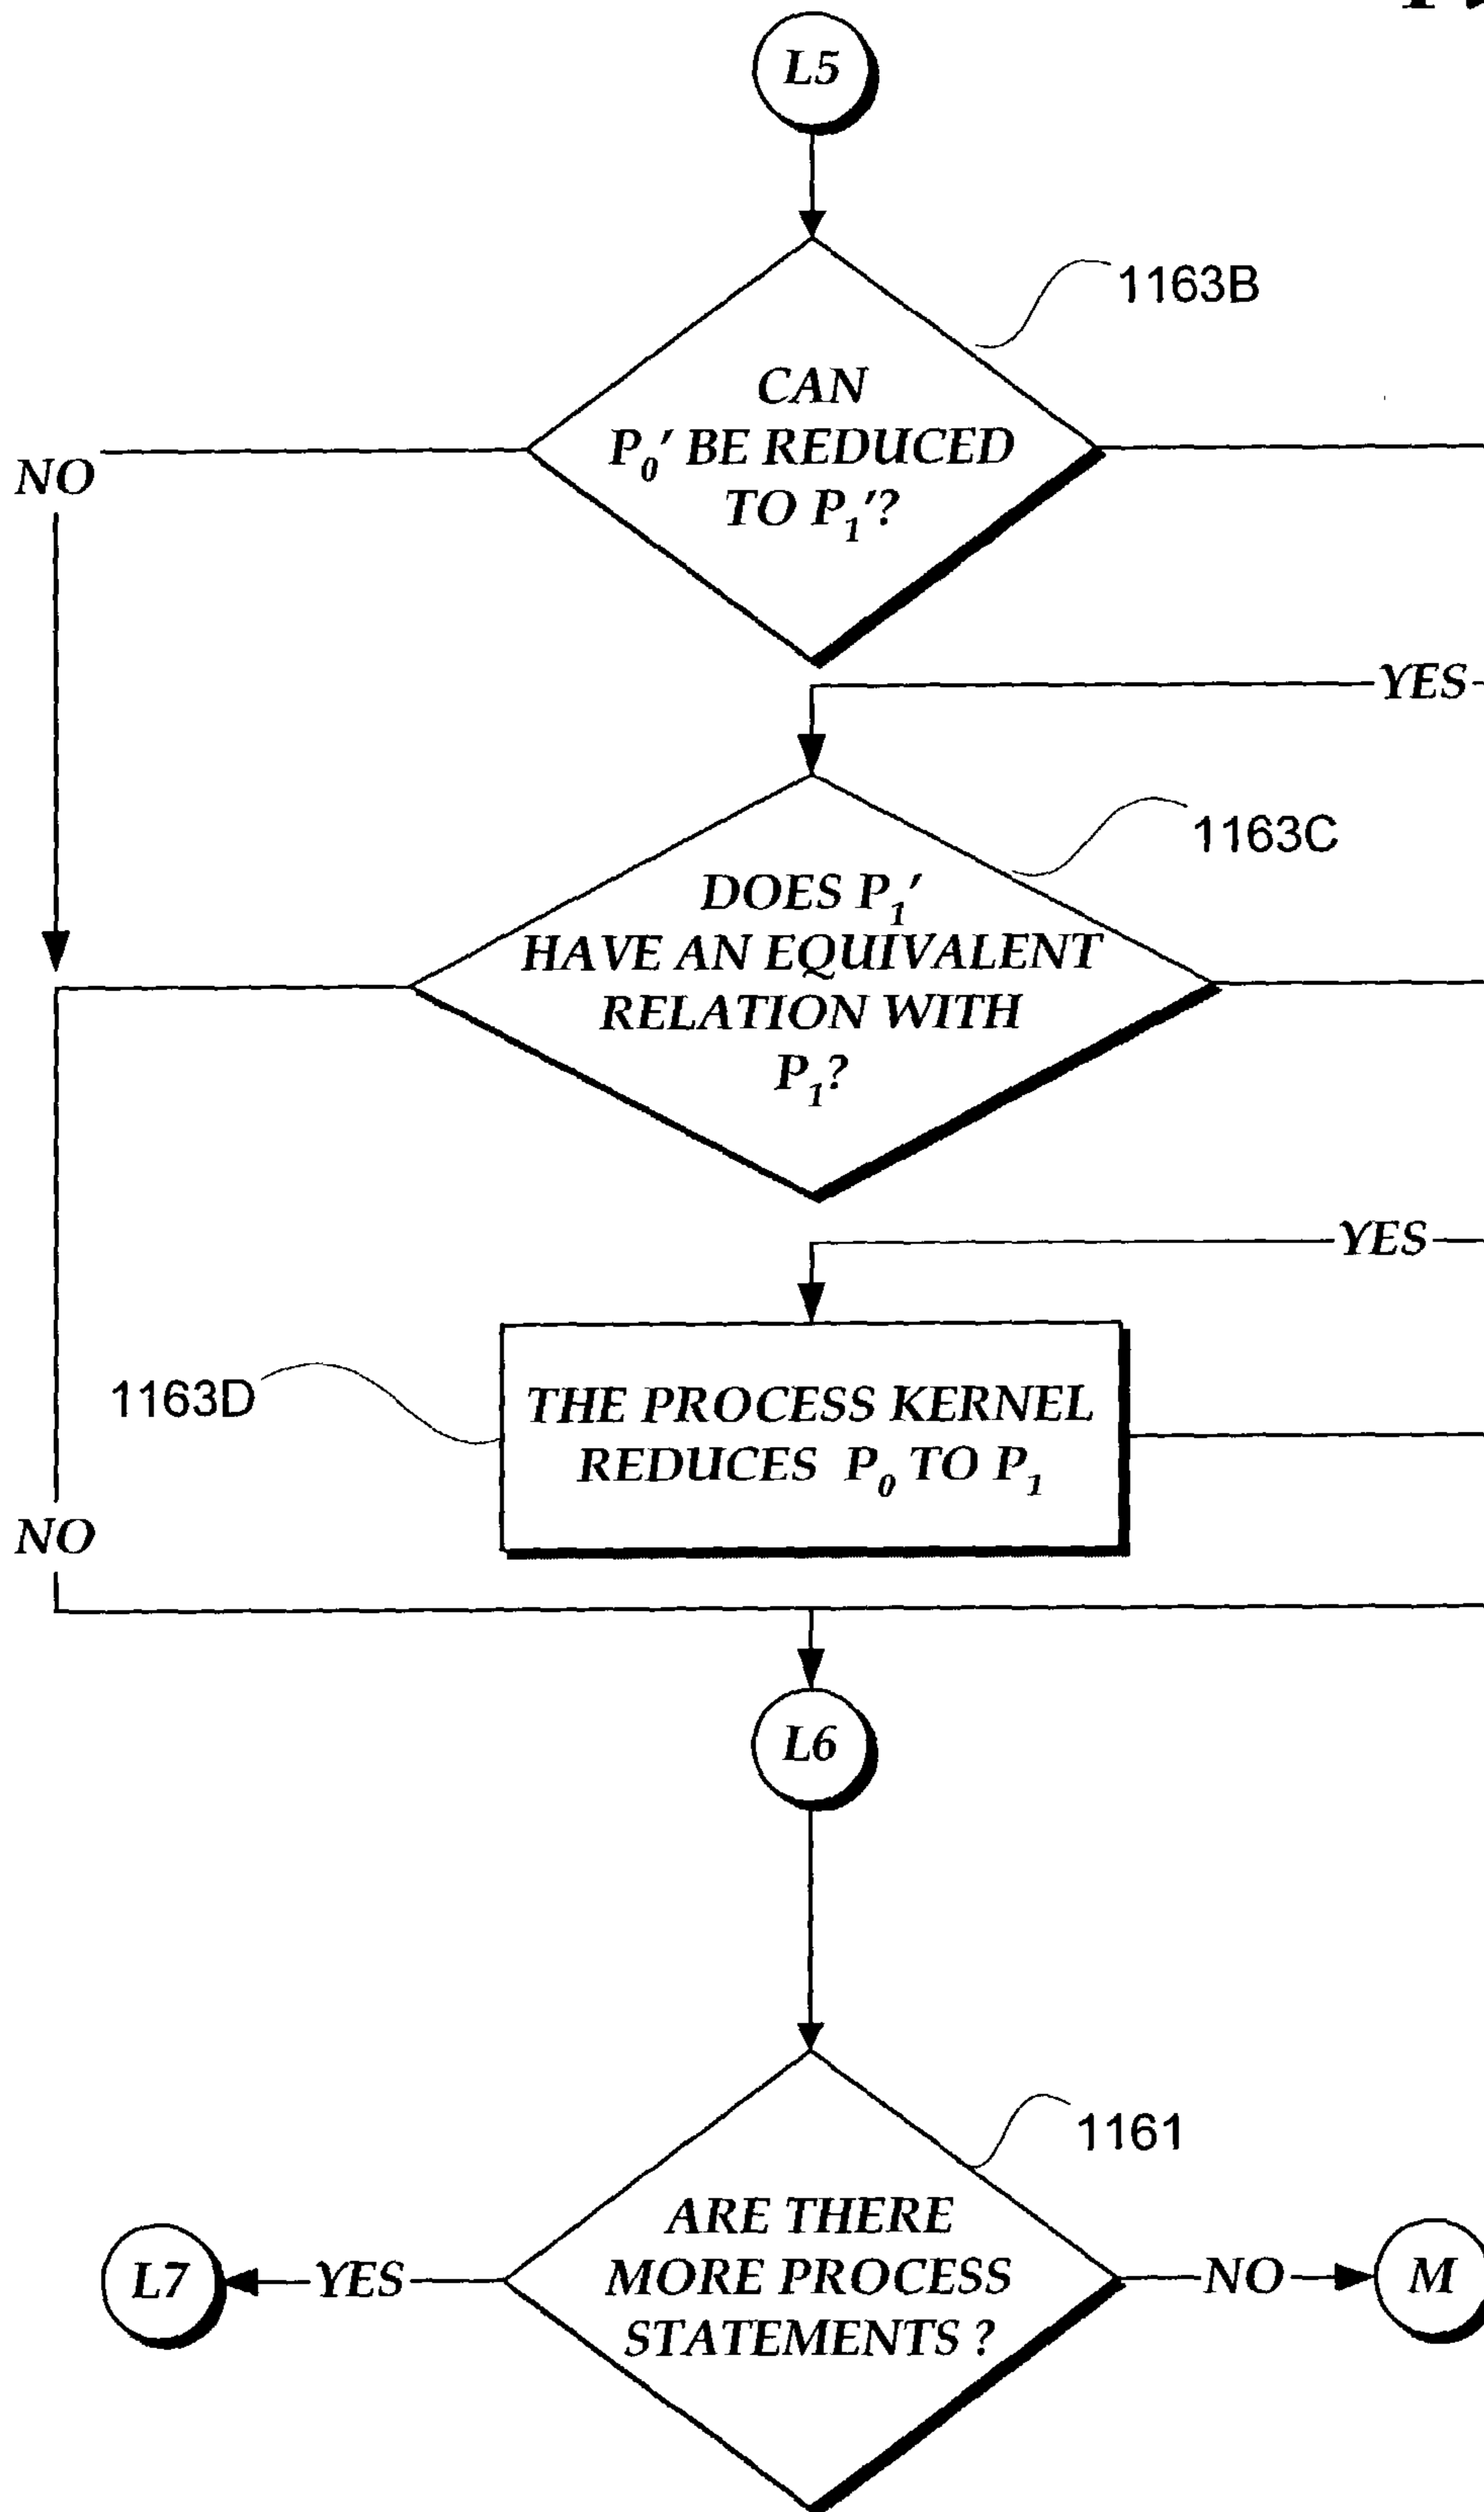 L5
1163B
CAN
P₀' BE REDUCED
TO P₁'?
NO
YES
1163C
DOES P₁'
HAVE AN EQUIVALENT
RELATION WITH
P₁?
YES
1163D
THE PROCESS KERNEL
REDUCES P₀ TO P₁
NO
L6
1161
ARE THERE
MORE PROCESS
STATEMENTS ?
L7
YES
NO
M